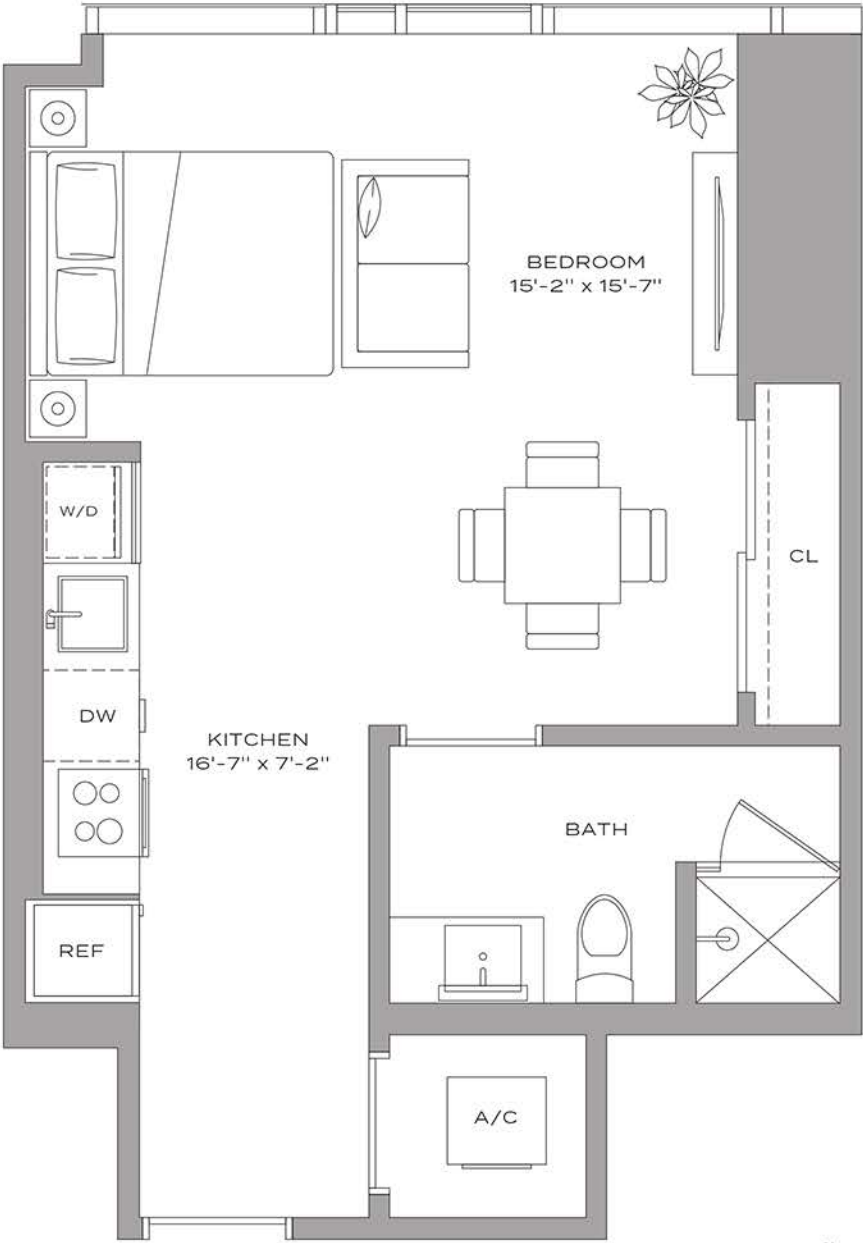 BEDROOM
15'-2" x 15'-7"
W/D
CL
DW
KITCHEN
16'-7" x 7'-2"
BATH
REF
A/C